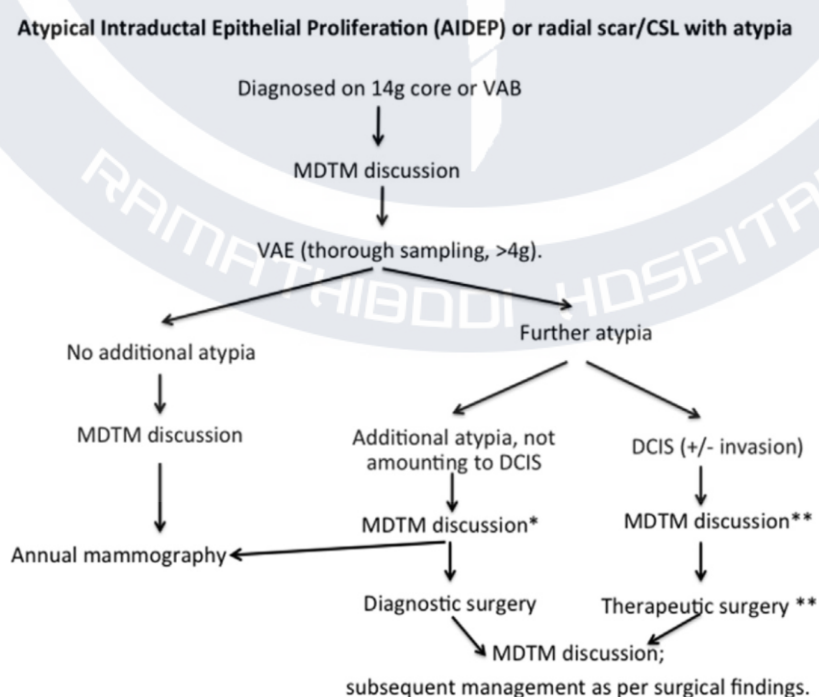 Atypical Intraductal Epithelial Proliferation (AIDEP) or radial scar/CSL with atypia
Diagnosed on 14g core or VAB
MDTM discussion
VAE (thorough sampling, >4g).
RAMATHIBODI HOSPITA
No additional atypia
Further atypia
MDTM discussion
Additional atypia, not
amounting to DCIS
DCIS (+/- invasion)
MDTM discussion*
MDTM discussion**
Annual mammography
Diagnostic surgery
Therapeutic surgery **
MDTM discussion;
subsequent management as per surgical findings.